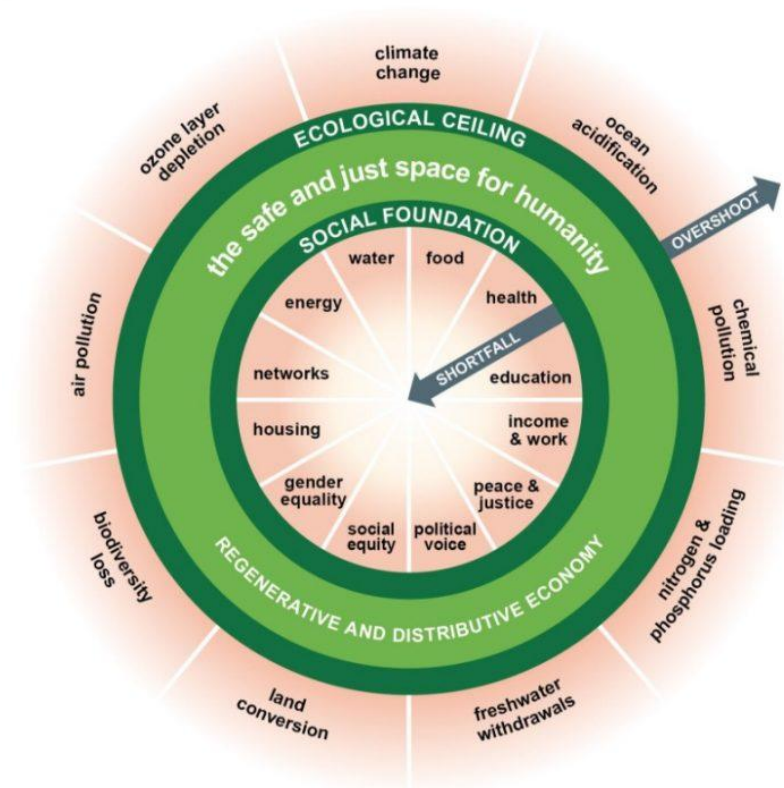 climate
change
ozone layer
depletion
ocean
acidification
ECOLOGICAL CEILING
the safe and just space for humanity
OVERSHOOT
SOCIAL FOUNDATION
water
food
energy
health
SHORTFALL
air pollution
chemical
pollution
networks
education
housing
income
& work
gender
equality
peace &
justice
social
equity
political
voice
biodiversity
loss
nitrogen &
phosphorus loading
REGENERATIVE AND DISTRIBUTIVE ECONOMY
land
conversion
freshwater
withdrawals